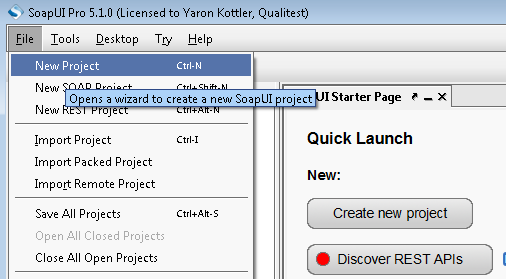 SoapUI Pro 5.1.0 (Licensed to Yaron Kottler, Qualitest)
File Tools Desktop Try Help
New Project Ctrl-N
New SOAP Project Ctrl+Shift-N
Opens a wizard to create a new SoapUI project
New REST Project Ctrl+Alt-N
Import Project Ctrl-I
Import Packed Project
Import Remote Project
Save All Projects Ctrl+Alt-S
Open All Closed Projects
Close All Open Projects
UI Starter Page
Quick Launch
New:
Create new project
Discover REST APIs